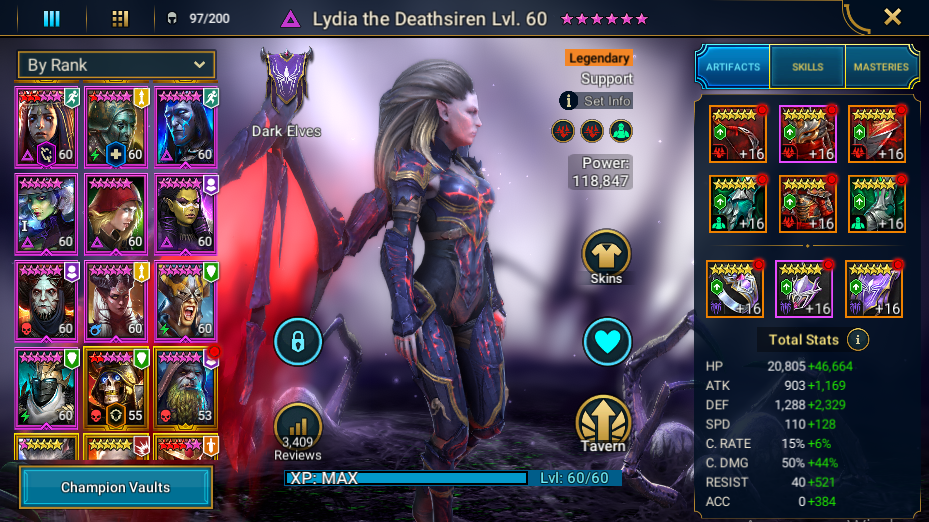 97/200
Lydia the Deathsiren Lvl. 60
By Rank
60
60
60
60
60
60
60
60
60
60
55
53
Champion Vaults
Dark Elves
3,409
Reviews
Legendary
Support
Set Info
Power:
118,847
Skins
Tavern
XP: MAX
Lvl: 60/60
ARTIFACTS
SKILLS
MASTERIES
+16
+16
+16
+16
+16
+16
+16
+16
+16
Total Stats
HP 20,805 +46,664
ATK 903 +1,169
DEF 1,288 +2,329
SPD 110 +128
C. RATE 15% +6%
C. DMG 50% +44%
RESIST 40 +521
ACC 0 +384